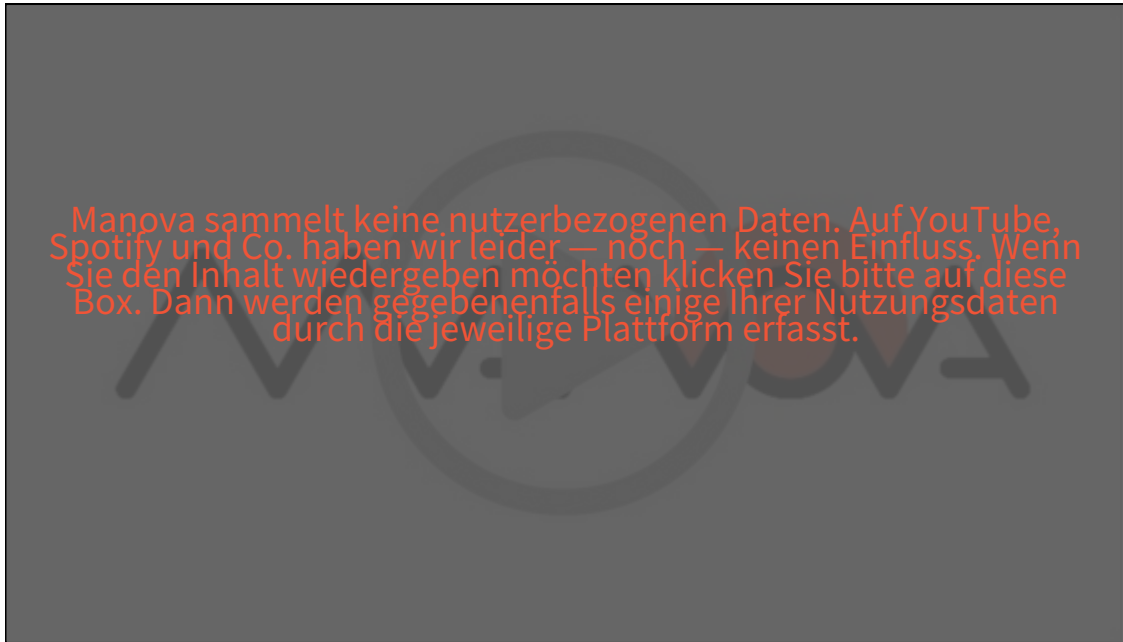 Manova sammelt keine nutzerbezogenen Daten. Auf YouTube,
Spotify und Co. haben wir leider — noch — keinen Einfluss. Wenn
Sie den Inhalt wiedergeben möchten klicken Sie bitte auf diese
Box. Dann werden gegebenenfalls einige Ihrer Nutzungsdaten
durch die jeweilige Plattform erfasst.
MANOVA